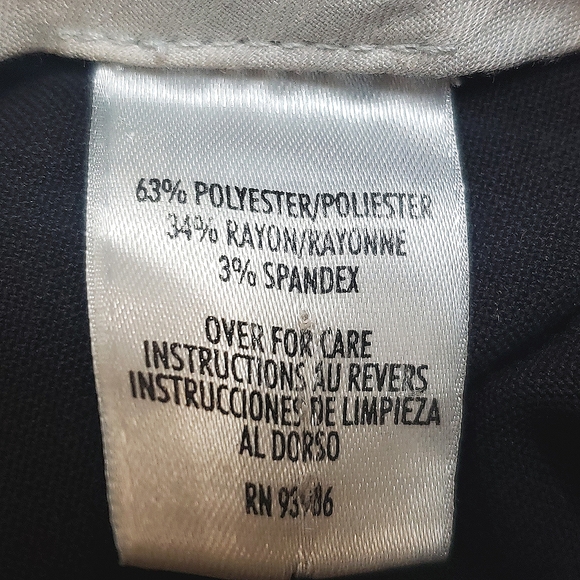 63% POLYESTER/POLIESTER
34% RAYON/RAYONNE
3% SPANDEX
OVER FOR CARE
INSTRUCTIONS AU REVERS
INSTRUCCIONES DE LIMPIEZA
AL DORSO
RN